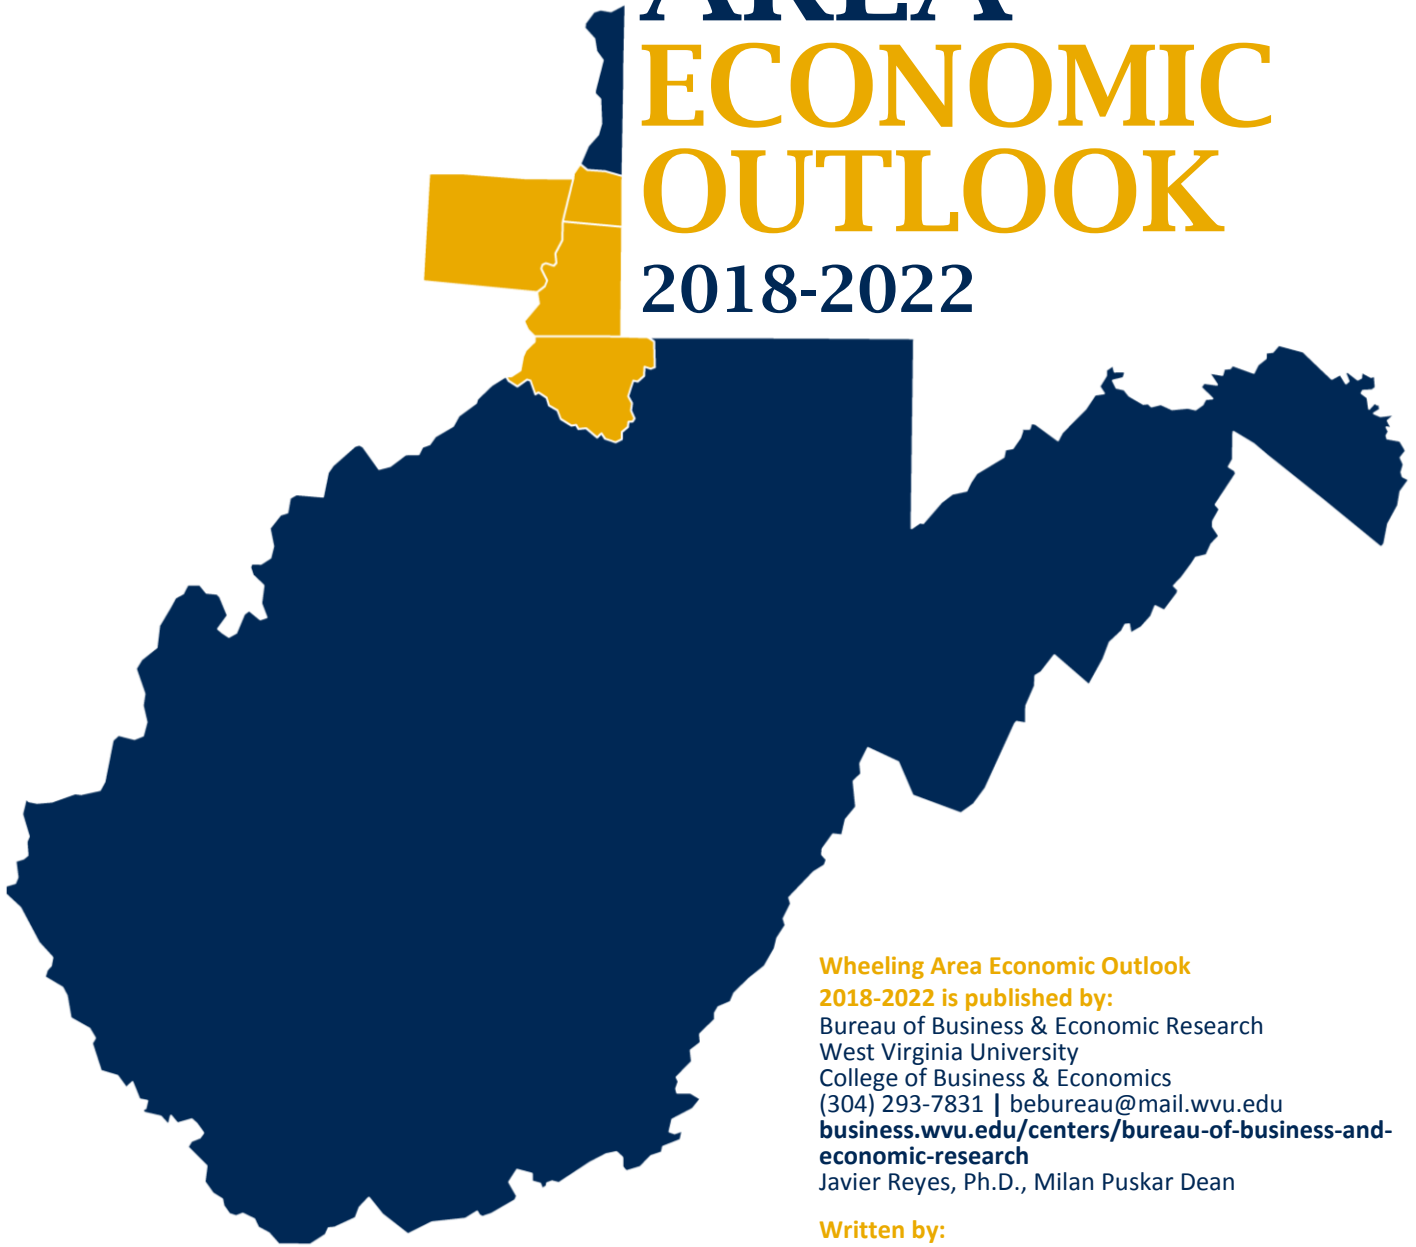 AREA
ECONOMIC
OUTLOOK
2018-2022
Wheeling Area Economic Outlook
2018-2022 is published by:
Bureau of Business & Economic Research
West Virginia University
College of Business & Economics
(304) 293-7831 | bebureau@mail.wvu.edu
business.wvu.edu/centers/bureau-of-business-and-
economic-research
Javier Reyes, Ph.D., Milan Puskar Dean
Written by: